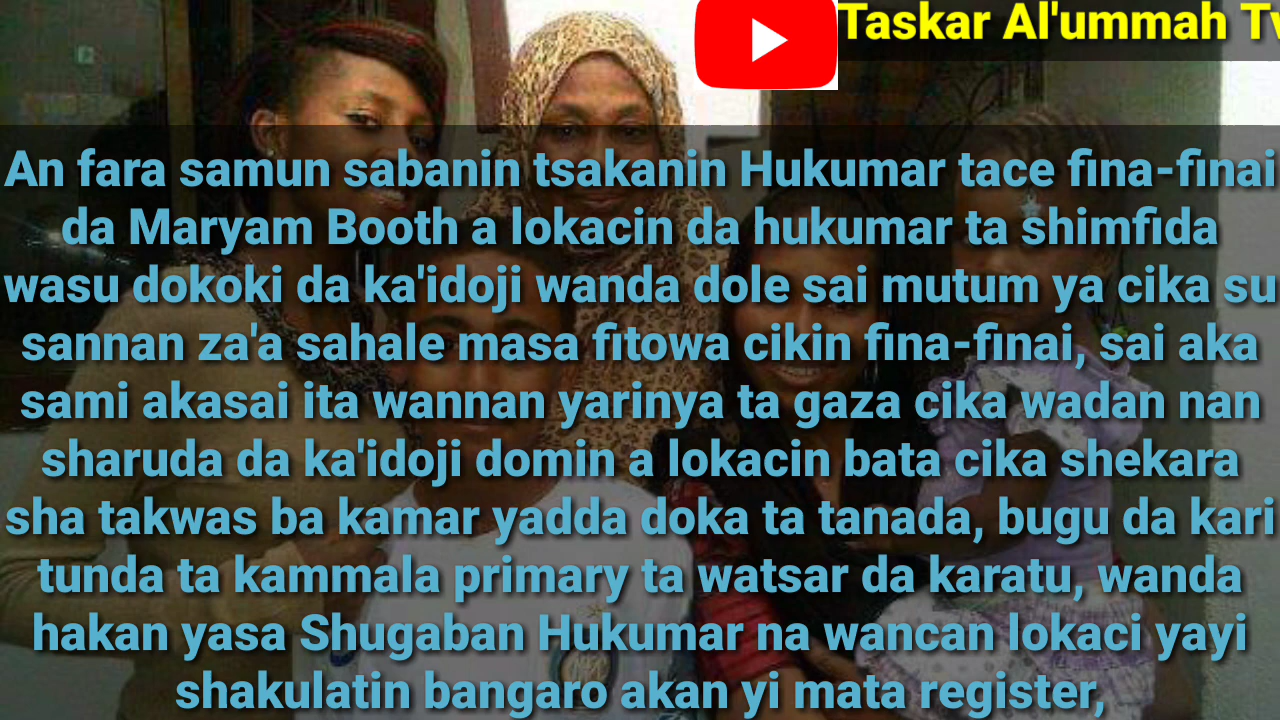 Taskar Al'ummah Tv
An fara samun sabanin tsakanin Hukumar tace fina-finai
da Maryam Booth a lokacin da hukumar ta shimfida
wasu dokoki da ka'idoji wanda dole sai mutum ya cika su
sannan za'a sahale masa fitowa cikin fina-finai, sai aka
sami akasai ita wannan yarinya ta gaza cika wadan nan
sharuda da ka'idoji domin a lokacin bata cika shekara
sha takwas ba kamar yadda doka ta tanada, bugu da kari
tunda ta kammala primary ta watsar da karatu, wanda
hakan yasa Shugaban Hukumar na wancan lokaci yayi
shakulatin bangaro akan yi mata register,